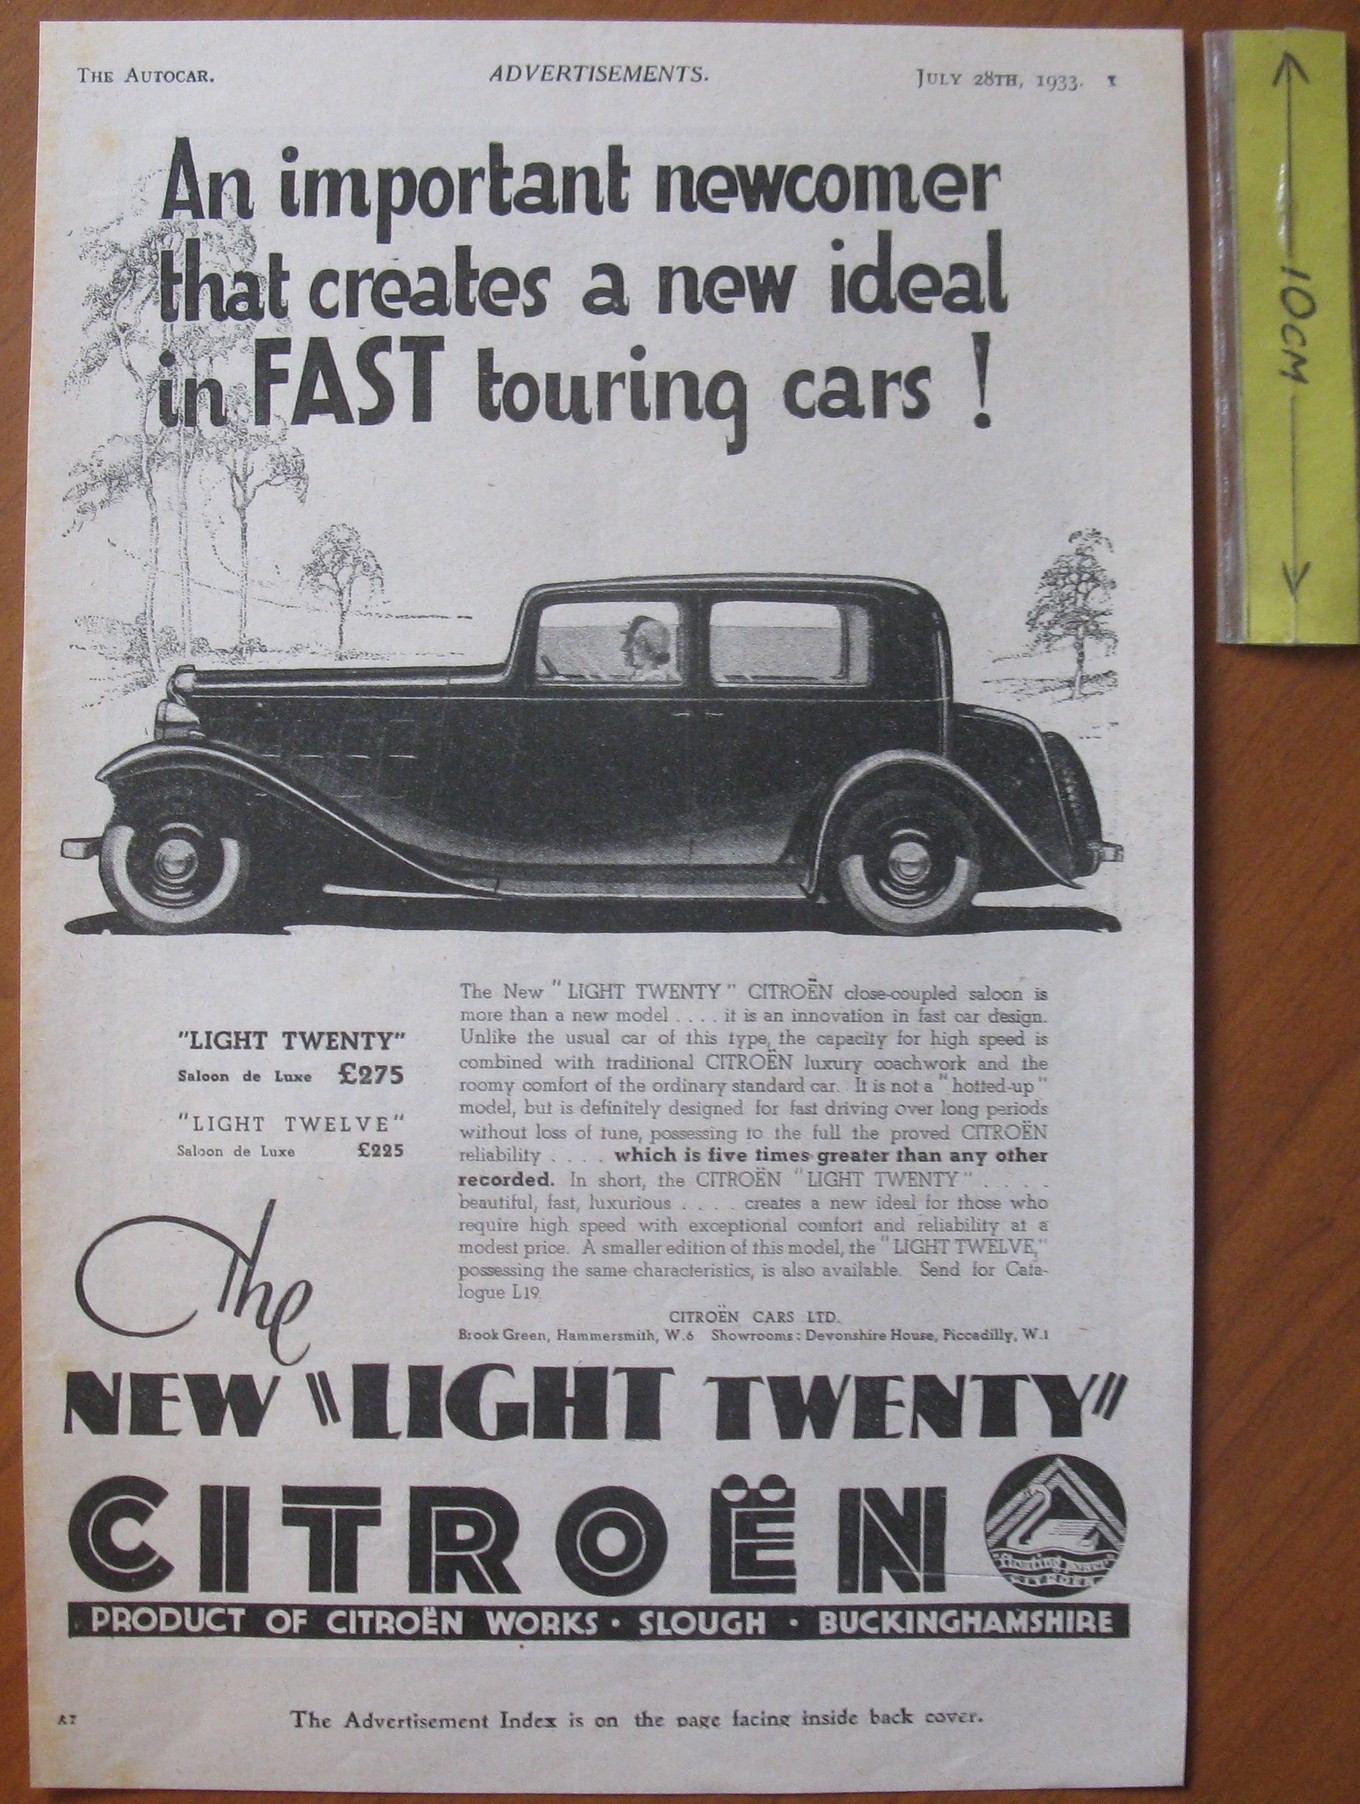 THE AUTOCAR. ADVERTISEMENTS. JULY 28TH, 1933. 1
An important newcomer
that creates a new ideal
in FAST touring cars !
"LIGHT TWENTY"
Saloon de Luxe £275
"LIGHT TWELVE"
Saloon de Luxe £225
The New "LIGHT TWENTY" CITROËN close-coupled saloon is
more than a new model . . . . it is an innovation in fast car design.
Unlike the usual car of this type, the capacity for high speed is
combined with traditional CITROËN luxury coachwork and the
roomy comfort of the ordinary standard car. It is not a "hotted-up"
model, but is definitely designed for fast driving over long periods
without loss of tune, possessing to the full the proved CITROËN
reliability . . . . which is five times greater than any other
recorded. In short, the CITROËN "LIGHT TWENTY" . . . .
beautiful, fast, luxurious . . . . creates a new ideal for those who
require high speed with exceptional comfort and reliability at a
modest price. A smaller edition of this model, the "LIGHT TWELVE,"
possessing the same characteristics, is also available. Send for Cata-
logue L19.
CITROËN CARS LTD.
Brook Green, Hammersmith, W.6 Showrooms: Devonshire House, Piccadilly, W.1
The
NEW "LIGHT TWENTY"
CITROËN
"Floating power"
CITROËN
PRODUCT OF CITROËN WORKS · SLOUGH · BUCKINGHAMSHIRE
A7 The Advertisement Index is on the page facing inside back cover.
10CM